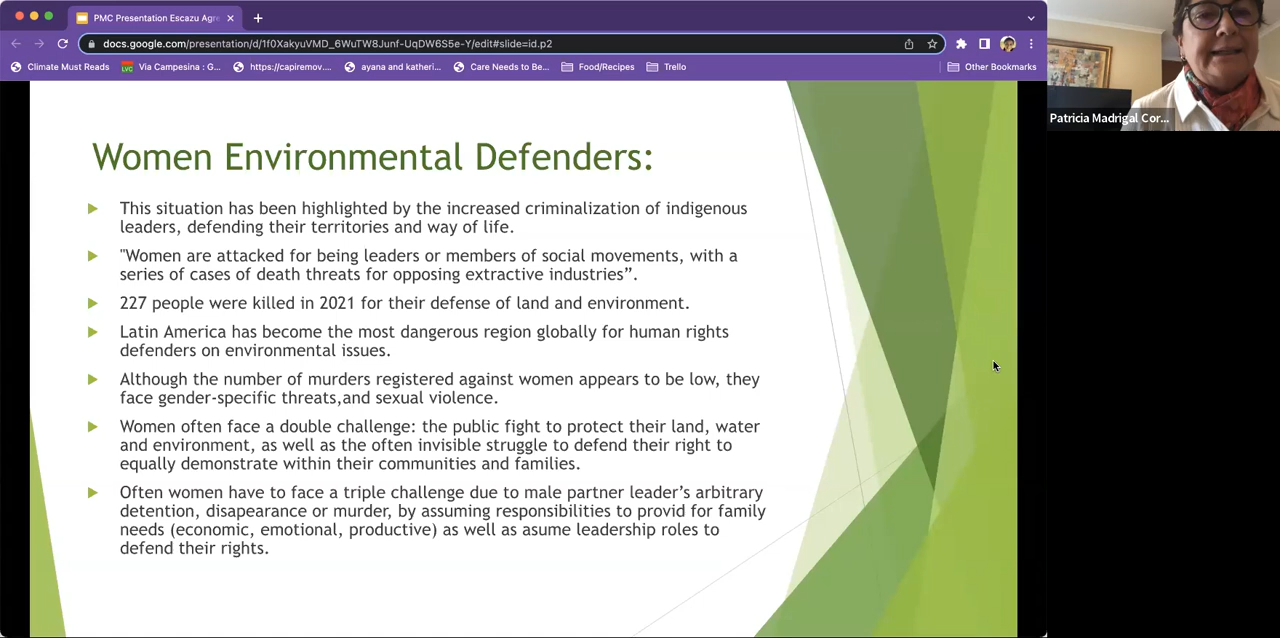 PMC Presentation Escazu Agre
docs.google.com/presentation/d/1f0XakyuVMD_6WuTW8Junf-UqDW6S5e-Y/edit#slide=id.p2
Climate Must Reads
LVC
Via Campesina : G...
https://capiremov....
ayana and katheri...
Care Needs to Be...
Food/Recipes
Trello
Other Bookmarks
Patricia Madrigal Cor...
Women Environmental Defenders:
This situation has been highlighted by the increased criminalization of indigenous
leaders, defending their territories and way of life.
"Women are attacked for being leaders or members of social movements, with a
series of cases of death threats for opposing extractive industries”.
227 people were killed in 2021 for their defense of land and environment.
Latin America has become the most dangerous region globally for human rights
defenders on environmental issues.
Although the number of murders registered against women appears to be low, they
face gender-specific threats,and sexual violence.
Women often face a double challenge: the public fight to protect their land, water
and environment, as well as the often invisible struggle to defend their right to
equally demonstrate within their communities and families.
Often women have to face a triple challenge due to male partner leader’s arbitrary
detention, disapearance or murder, by assuming responsibilities to provid for family
needs (economic, emotional, productive) as well as asume leadership roles to
defend their rights.